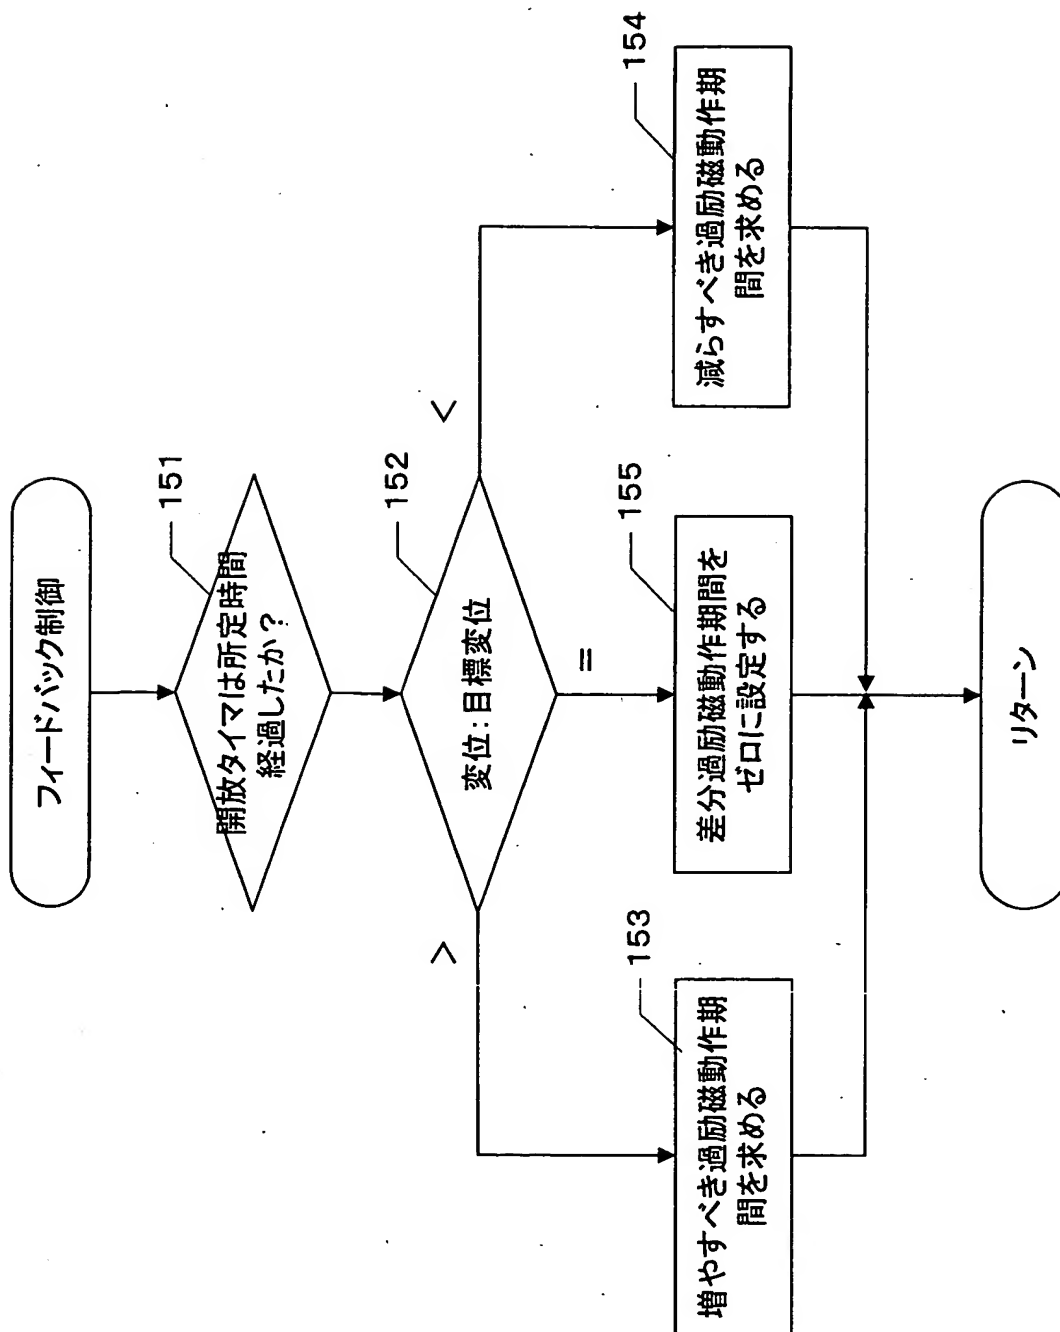 フィードバック制御
151
開放タイマは所定時間
経過したか?
152
変位:目標変位
>
=
<
153
増やすべき過励磁動作期
間を求める
155
差分過励磁動作期間を
ゼロに設定する
154
減らすべき過励磁動作期
間を求める
リターン